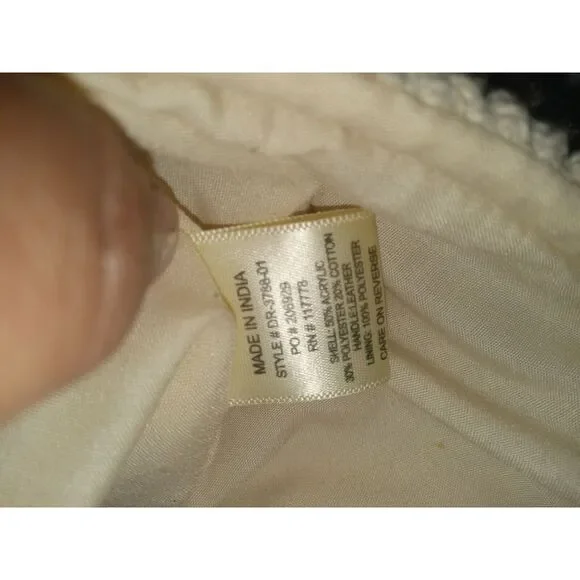 MADE IN INDIA
STYLE # DR-3788-01
PO # 206929
RN # 117778
SHELL: 50% ACRYLIC
30% POLYESTER 20% COTTON
HANDLE:LEATHER
LINING: 100% POLYESTER
CARE ON REVERSE